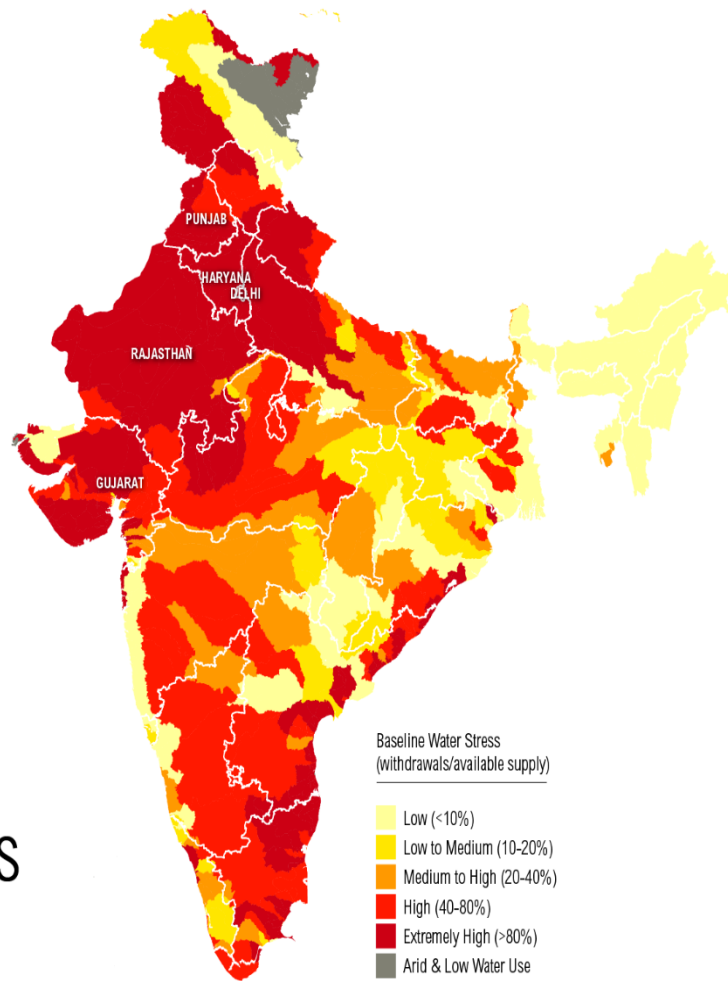 PUNJAB
HARYANA
DELHI
RAJASTHAN
GUJARAT
S
Baseline Water Stress
(withdrawals/available supply)
Low (<10%)
Low to Medium (10-20%)
Medium to High (20-40%)
High (40-80%)
Extremely High (>80%)
Arid & Low Water Use